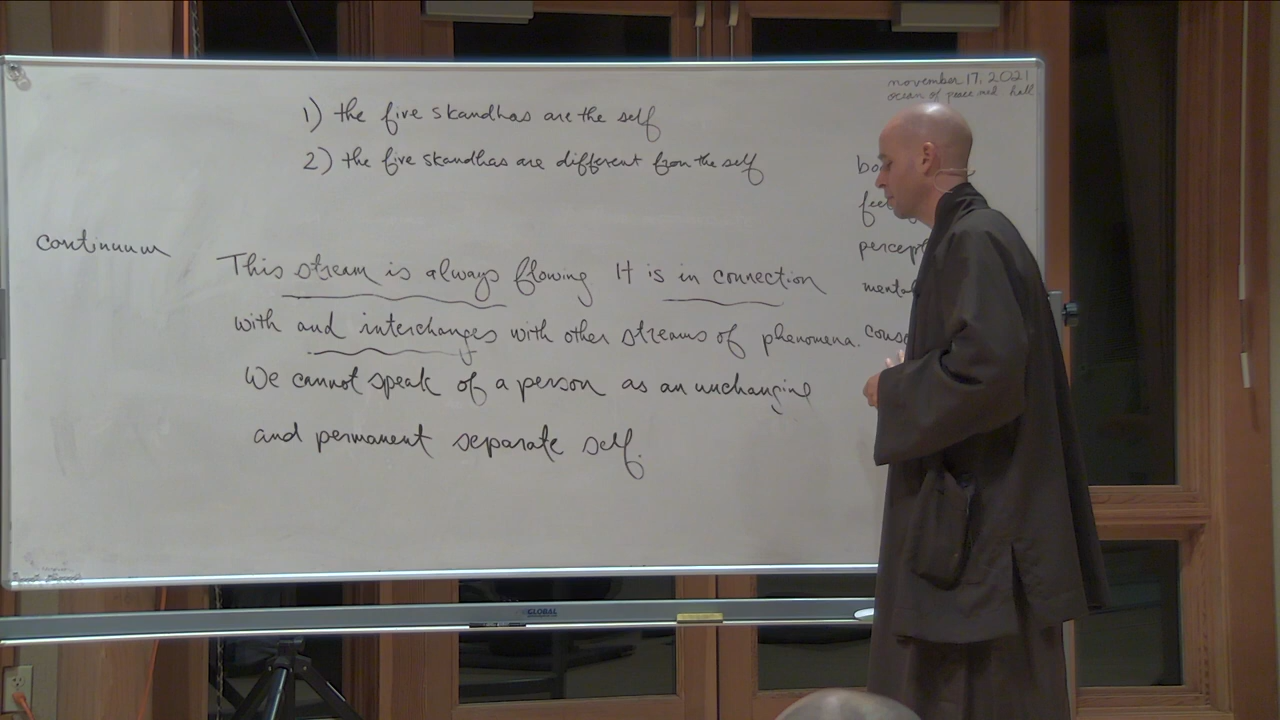 november 17, 2021
ocean of peace med hall
1) the five skandhas are the self
2) the five skandhas are different from the self
continuum
This stream is always flowing It is in connection
with and interchanges with other streams of phenomena.
We cannot speak of a person as an unchanging
and permanent separate self.
mental
GLOBAL